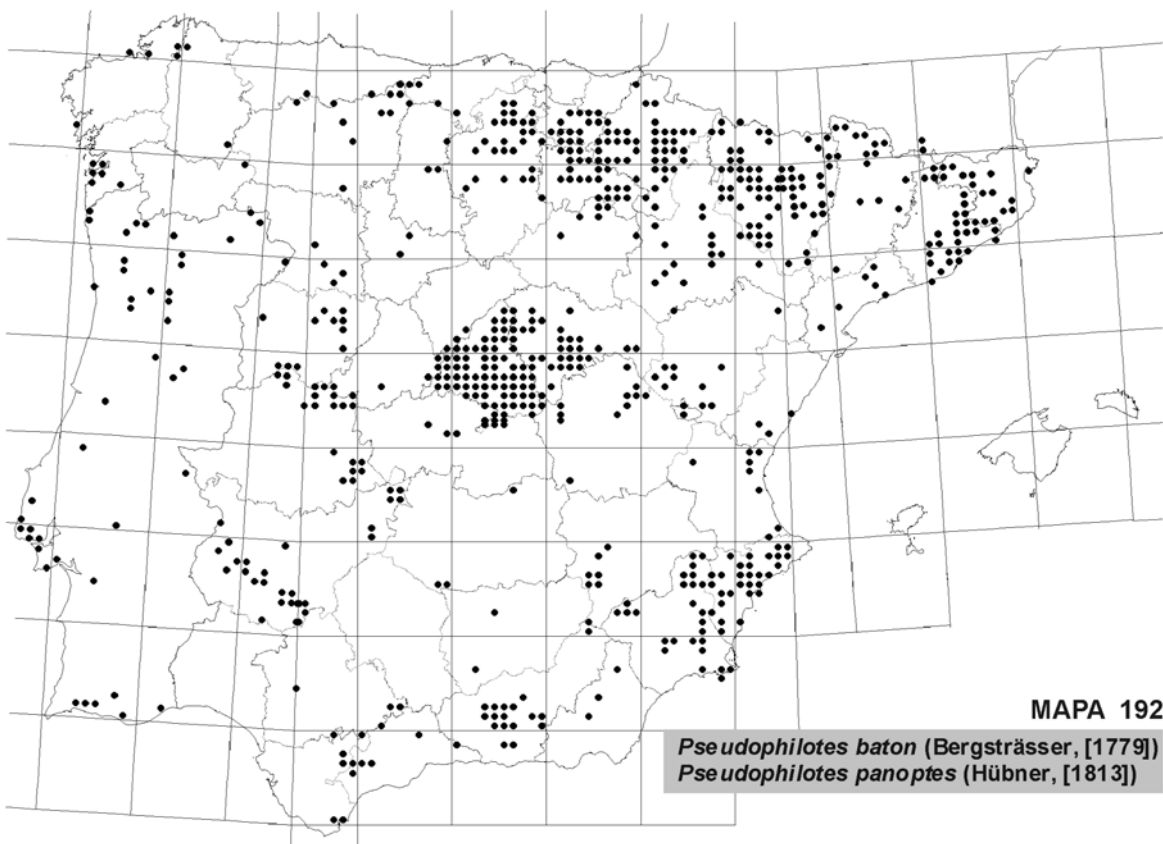 MAPA 192
Pseudophilotes baton (Bergsträsser, [1779])
Pseudophilotes panoptes (Hübner, [1813])